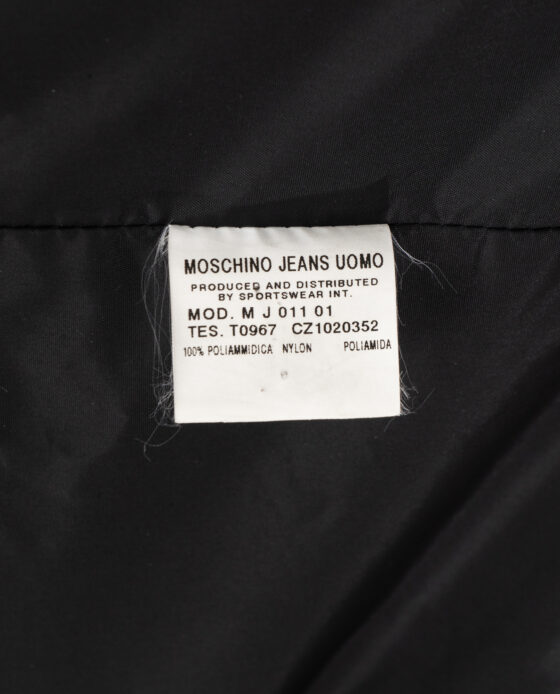 MOSCHINO JEANS UOMO
PRODUCED AND DISTRIBUTED
BY SPORTSWEAR INT.
MOD. M J 011 01
TES. T0967 CZ1020352
100% POLIAMMIDICA NYLON POLIAMIDA